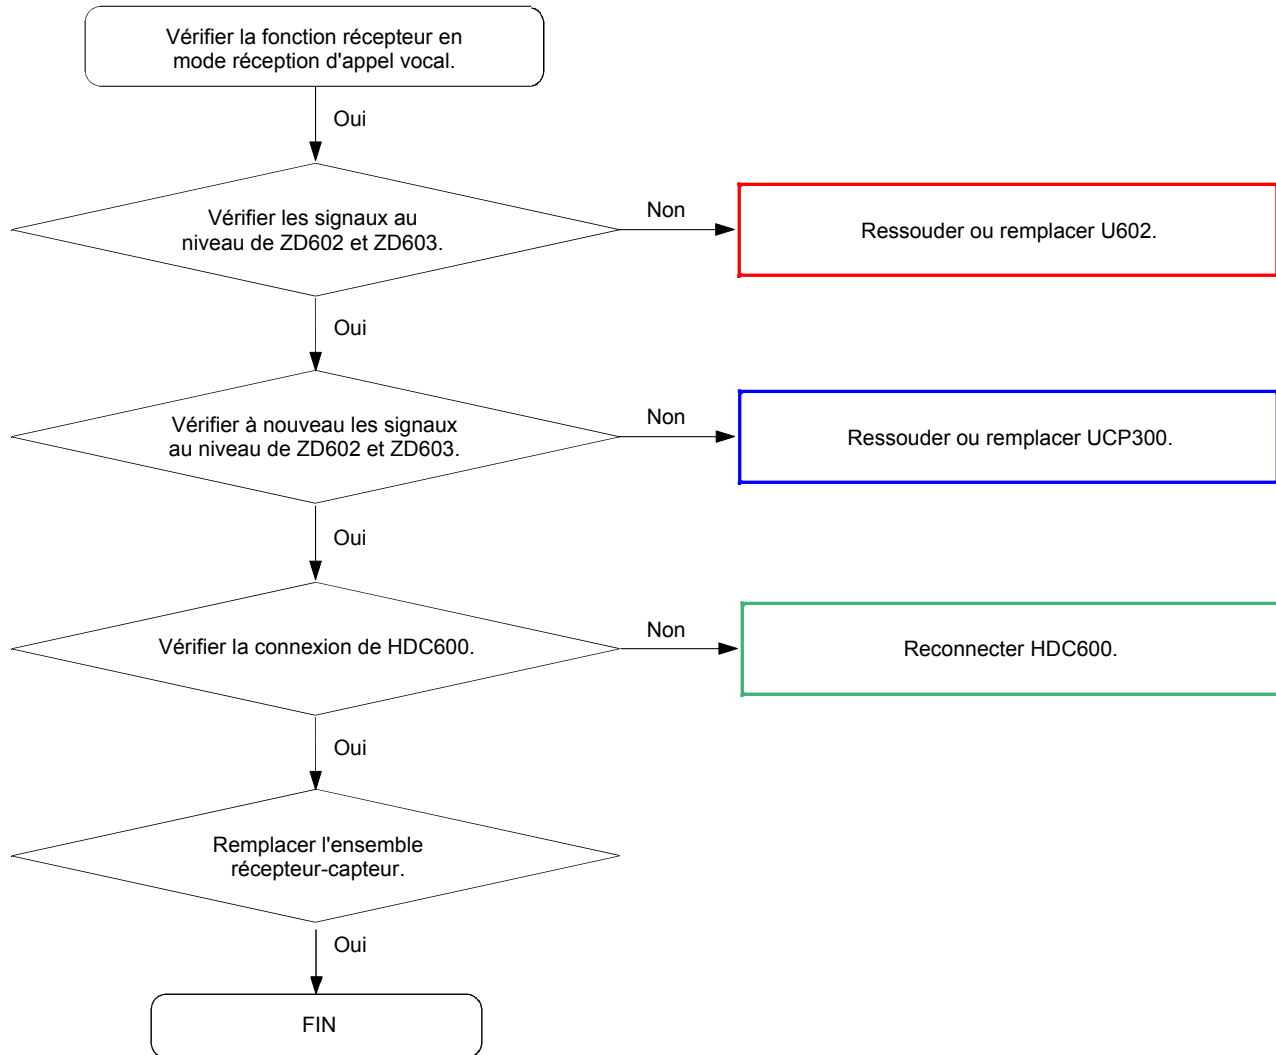 Vérifier la fonction récepteur en
mode réception d'appel vocal.
Oui
Vérifier les signaux au
niveau de ZD602 et ZD603.
Non
Ressouder ou remplacer U602.
Oui
Vérifier à nouveau les signaux
au niveau de ZD602 et ZD603.
Non
Ressouder ou remplacer UCP300.
Oui
Vérifier la connexion de HDC600.
Non
Reconnecter HDC600.
Oui
Remplacer l'ensemble
récepteur-capteur.
Oui
FIN